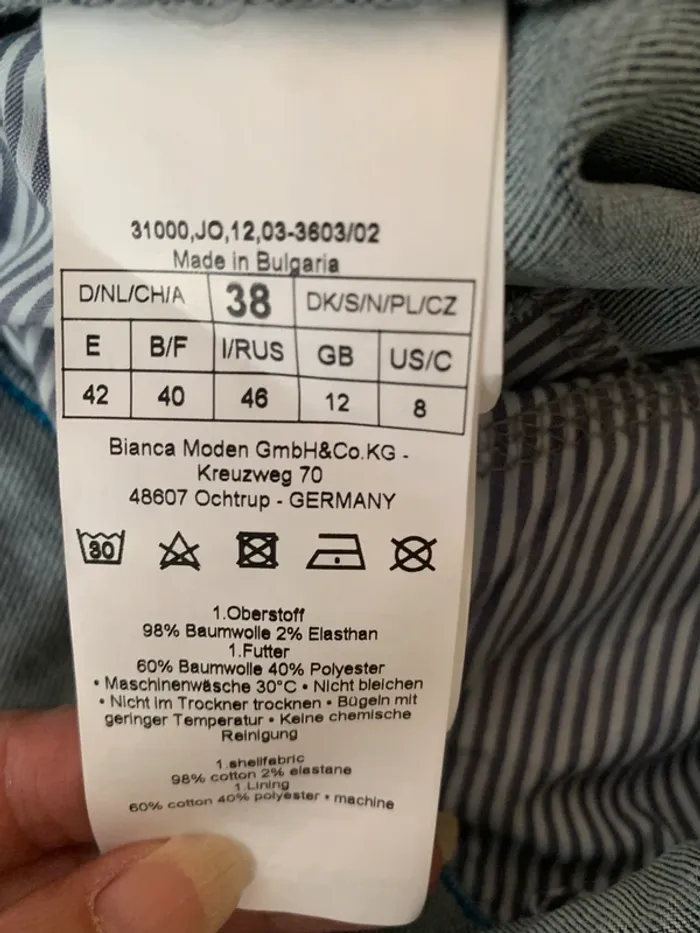 31000,JO,12,03-3603/02
Made in Bulgaria
D/NL/CH/A 38 DK/S/N/PL/CZ
E B/F I/RUS GB US/C
42 40 46 12 8
Bianca Moden GmbH&Co.KG -
Kreuzweg 70
48607 Ochtrup - GERMANY
30
1.Oberstoff
98% Baumwolle 2% Elasthan
1.Futter
60% Baumwolle 40% Polyester
• Maschinenwäsche 30°C • Nicht bleichen
• Nicht im Trockner trocknen • Bügeln mit
geringer Temperatur • Keine chemische
Reinigung
1.shellfabric
98% cotton 2% elastane
1.Lining
60% cotton 40% polyester • machine